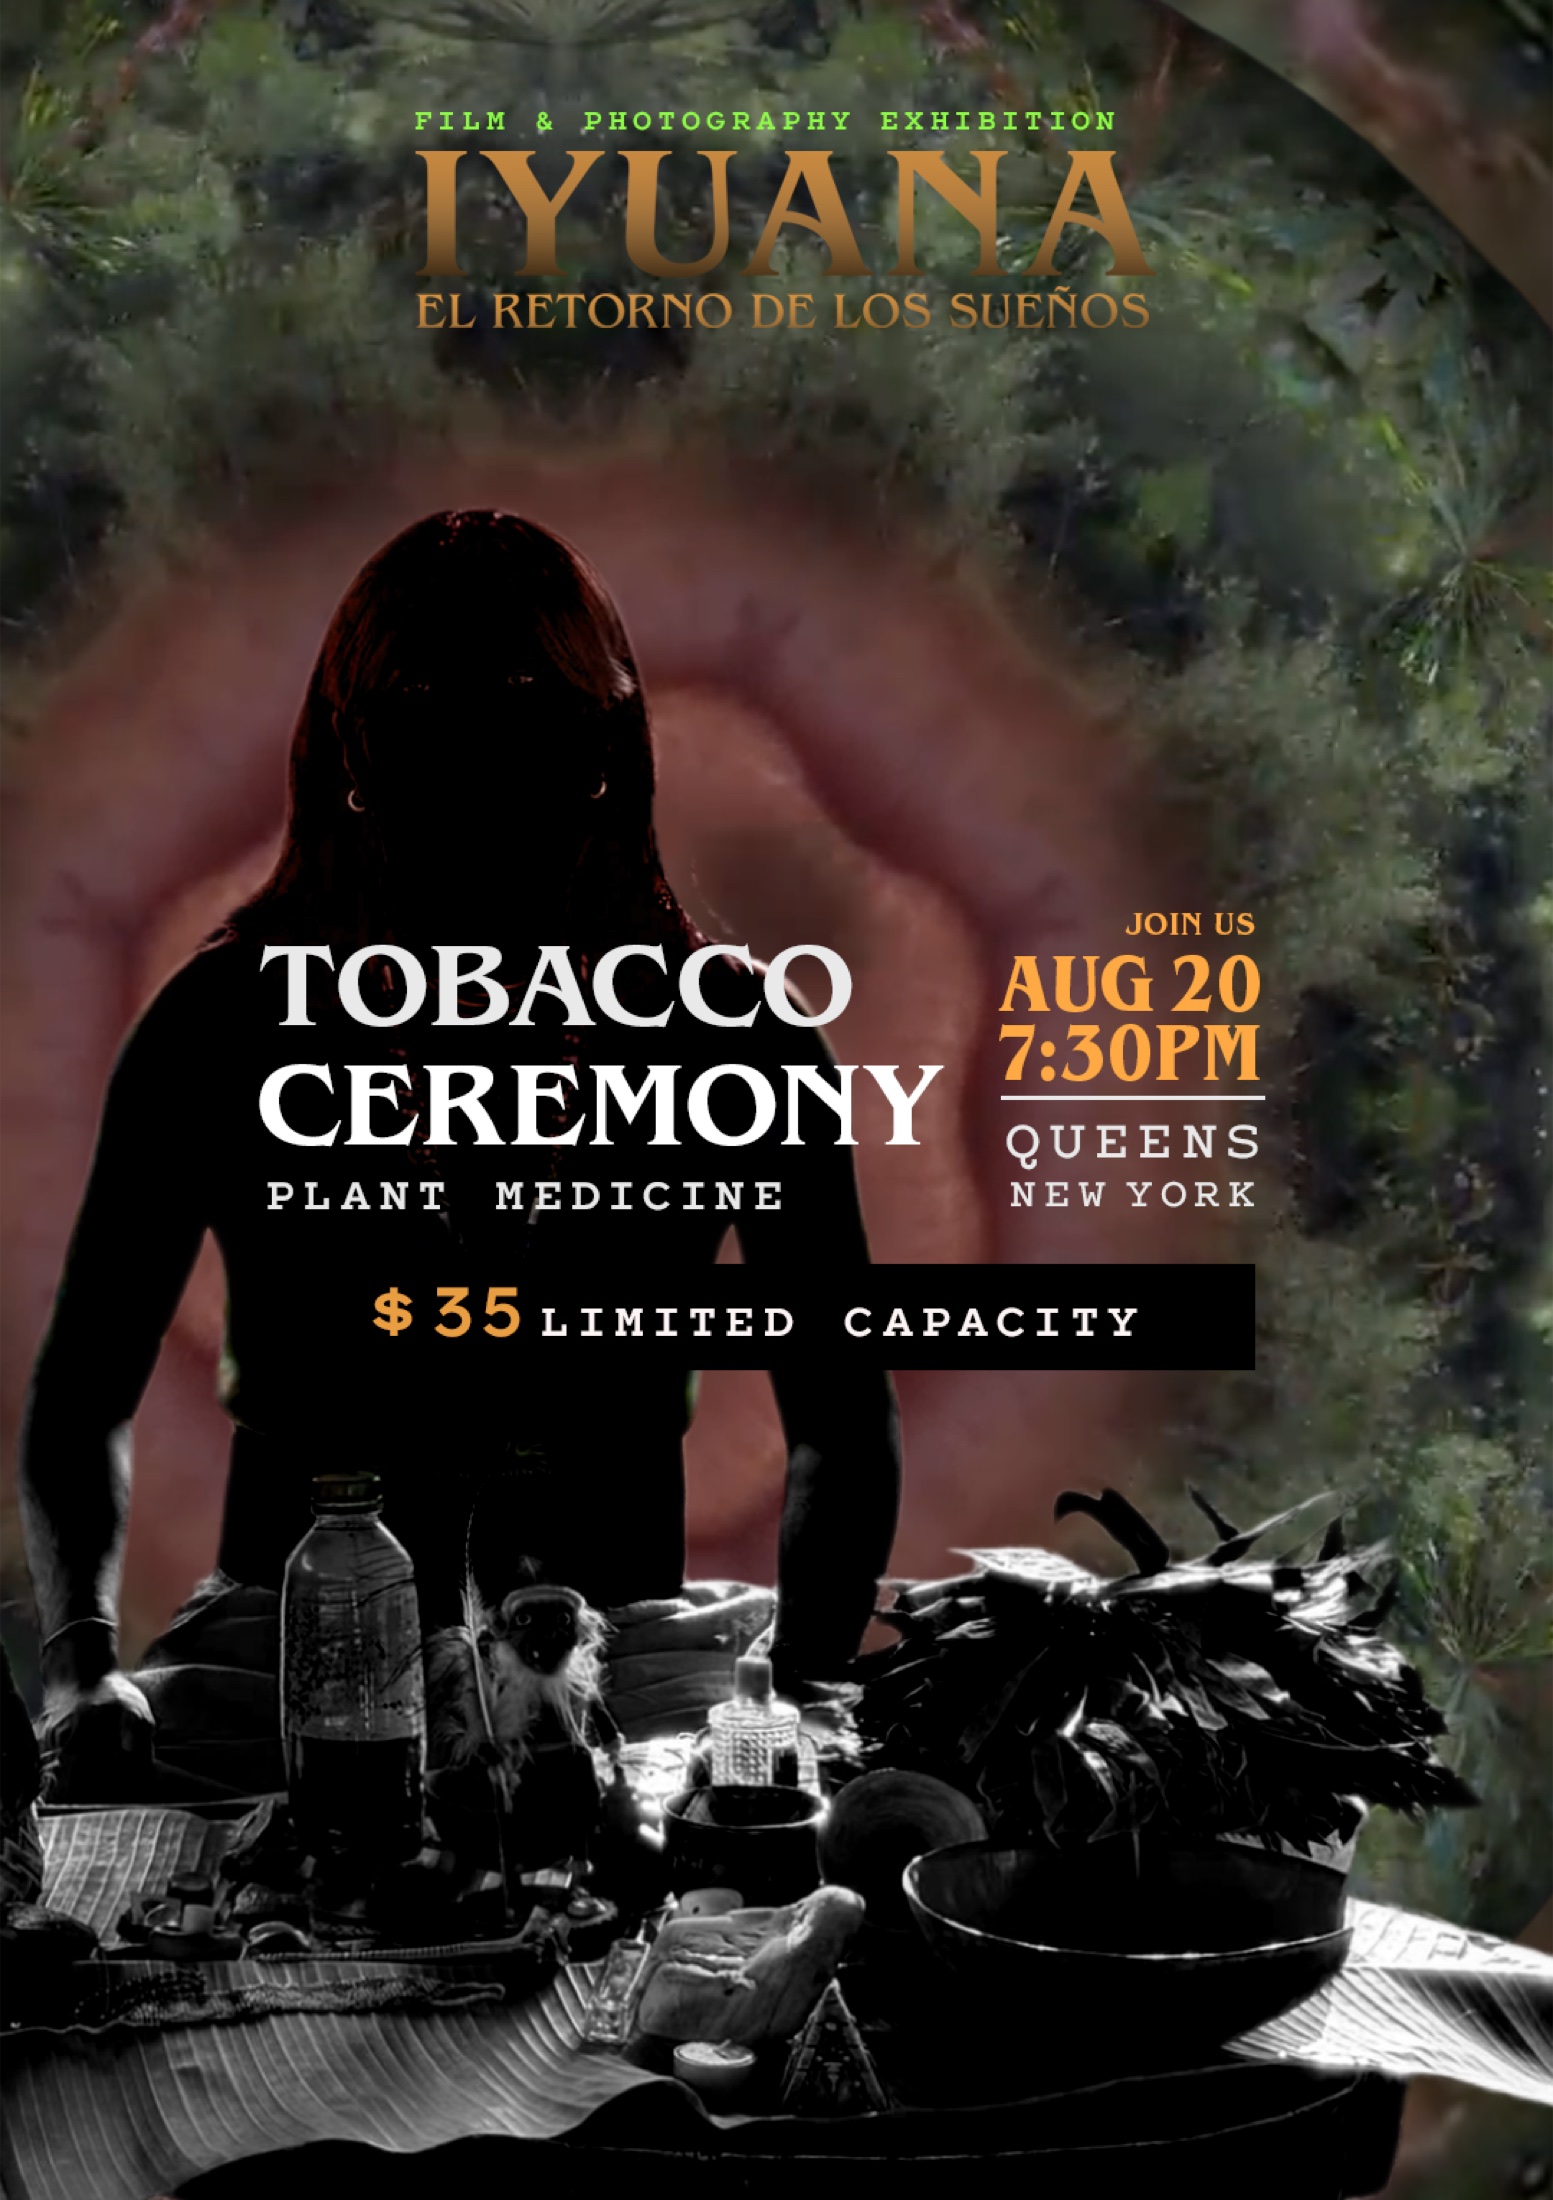 FILM & PHOTOGRAPHY EXHIBITION
IYUANA
EL RETORNO DE LOS SUEÑOS
TOBACCO
CEREMONY
PLANT MEDICINE
JOIN US
AUG 20
7:30PM
QUEENS
NEW YORK
$35 LIMITED CAPACITY